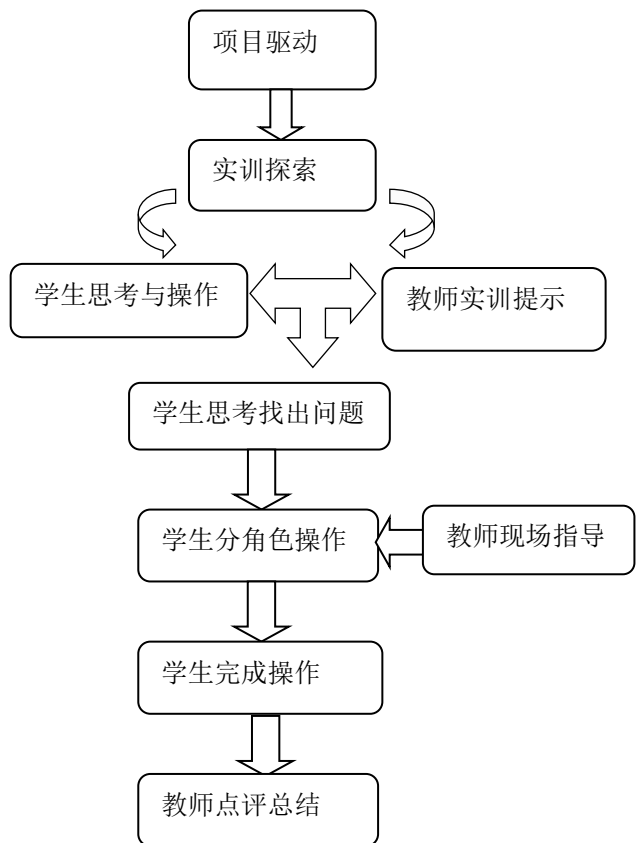 项目驱动
实训探索
学生思考与操作
教师实训提示
学生思考找出问题
学生分角色操作
教师现场指导
学生完成操作
教师点评总结